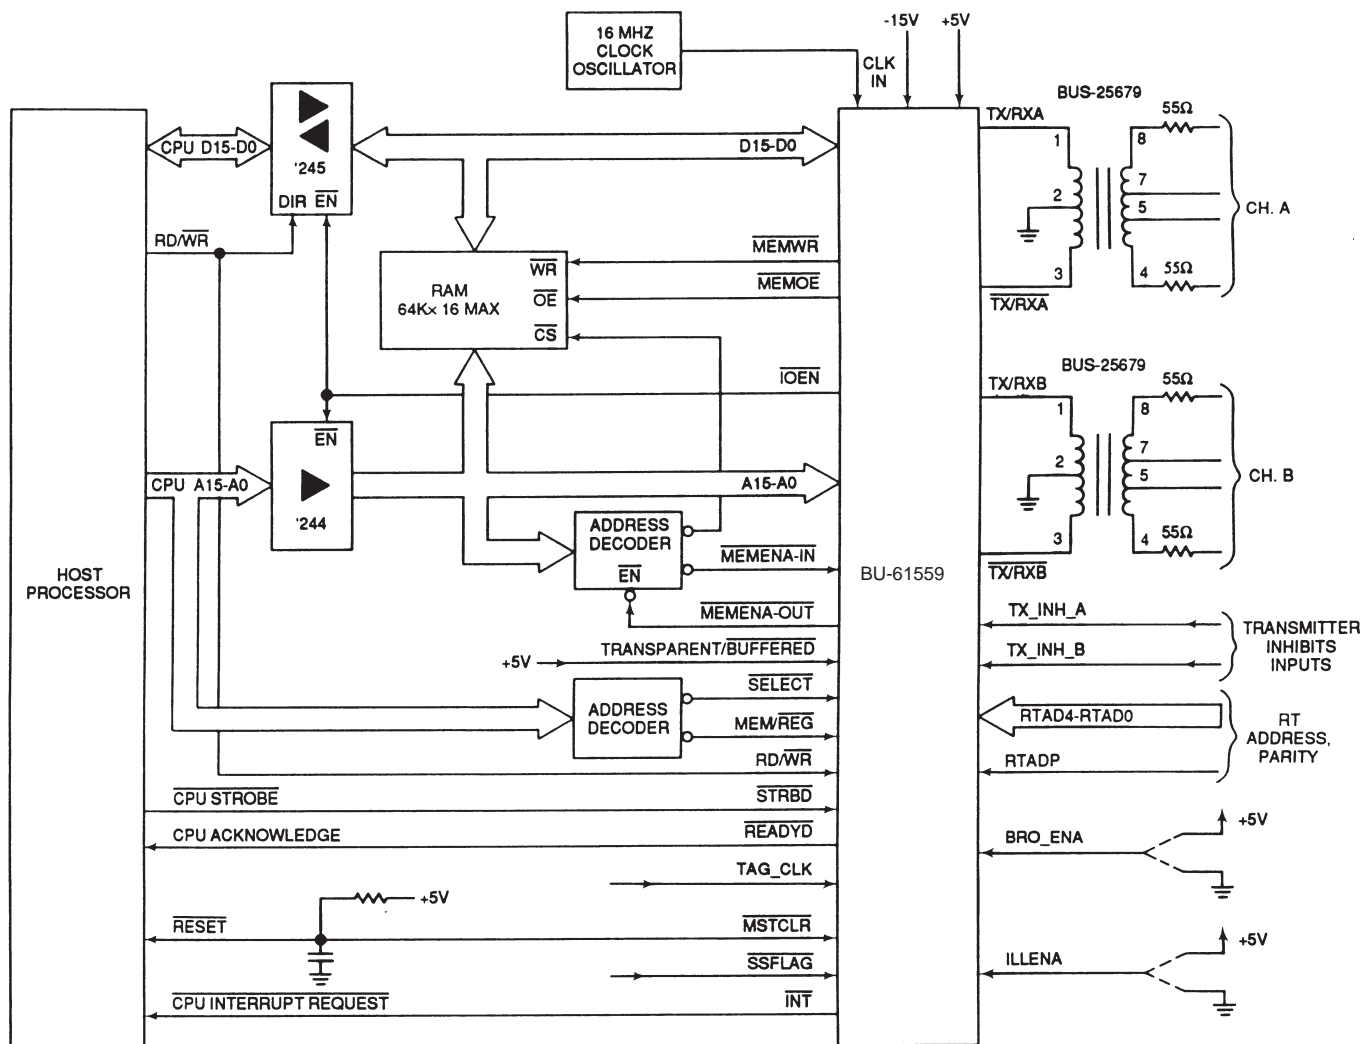 16 MHZ
CLOCK
OSCILLATOR
-15V
+5V
CLK
IN
BUS-25679
TX/RXA
55Ω
1
8
CPU D15-D0
'245
D15-D0
7
2
5
CH. A
DIR EN
RD/WR
MEMWR
WR
RAM
64K× 16 MAX
OE
MEMOE
CS
3
4
55Ω
TX/RXA
IOEN
BUS-25679
TX/RXB
55Ω
1
8
EN
7
2
5
CH. B
CPU A15-A0
A15-A0
'244
ADDRESS
DECODER
EN
MEMENA-IN
3
4
55Ω
TX/RXB
HOST
PROCESSOR
BU-61559
MEMENA-OUT
TX_INH_A
TRANSMITTER
INHIBITS
INPUTS
TRANSPARENT/BUFFERED
+5V
TX_INH_B
SELECT
ADDRESS
DECODER
MEM/REG
RTAD4-RTAD0
RT
ADDRESS,
PARITY
RD/WR
RTADP
CPU STROBE
STRBD
CPU ACKNOWLEDGE
READYD
BRO_ENA
+5V
TAG_CLK
+5V
RESET
MSTCLR
SSFLAG
ILLENA
+5V
CPU INTERRUPT REQUEST
INT